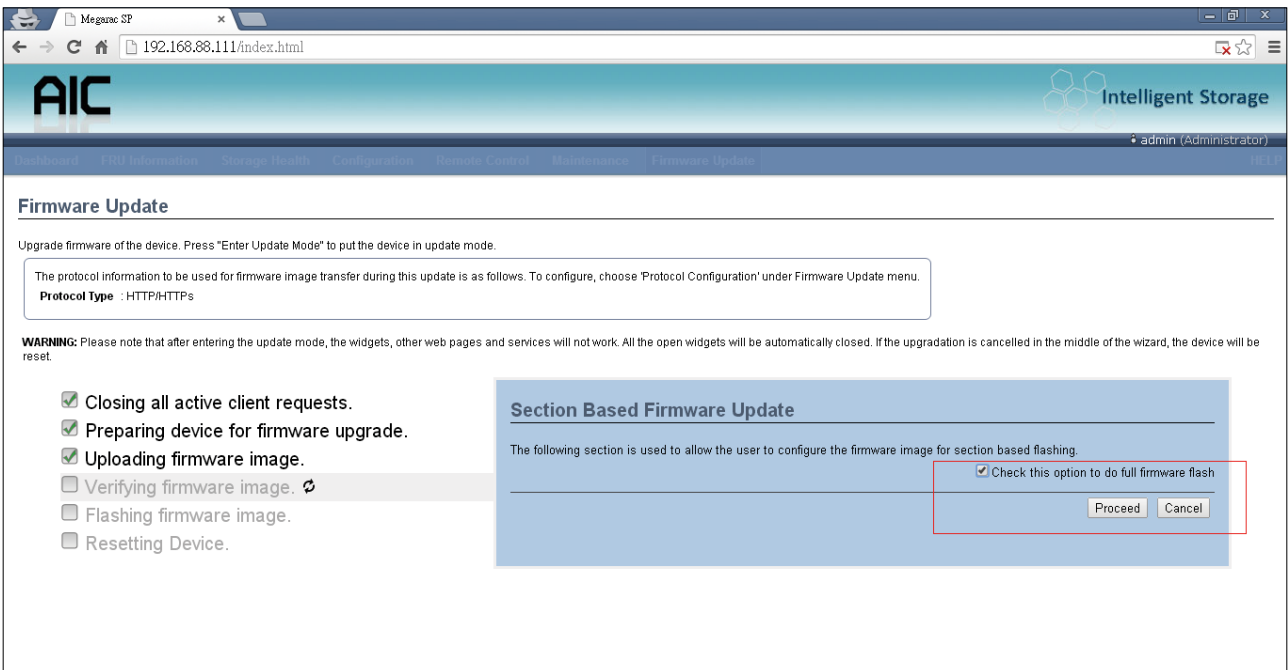 Megarac SP
192.168.88.111/index.html
AIC
Intelligent Storage
admin (Administrator)
Dashboard FRU Information Storage Health Configuration Remote Control Maintenance Firmware Update HELP
Firmware Update
Upgrade firmware of the device. Press "Enter Update Mode" to put the device in update mode.
The protocol information to be used for firmware image transfer during this update is as follows. To configure, choose 'Protocol Configuration' under Firmware Update menu.
Protocol Type : HTTP/HTTPs
WARNING: Please note that after entering the update mode, the widgets, other web pages and services will not work. All the open widgets will be automatically closed. If the upgradation is cancelled in the middle of the wizard, the device will be
reset.
Closing all active client requests.
Preparing device for firmware upgrade.
Uploading firmware image.
Verifying firmware image.
Flashing firmware image.
Resetting Device.
Section Based Firmware Update
The following section is used to allow the user to configure the firmware image for section based flashing.
Check this option to do full firmware flash
Proceed Cancel